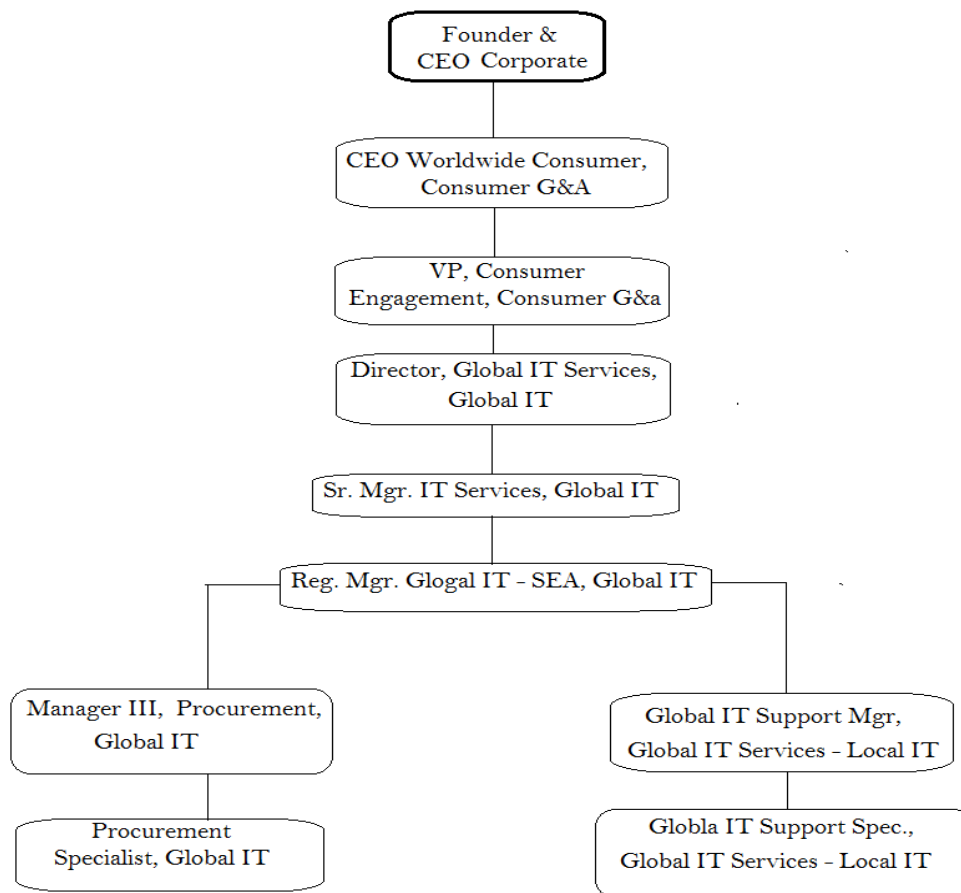 Founder &
CEO Corporate
CEO Worldwide Consumer,
Consumer G&A
VP, Consumer
Engagement, Consumer G&a
Director, Global IT Services,
Global IT
Sr. Mgr. IT Services, Global IT
Reg. Mgr. Glogal IT - SEA, Global IT
Manager III, Procurement,
Global IT
Global IT Support Mgr,
Global IT Services - Local IT
Procurement
Specialist, Global IT
Globla IT Support Spec.,
Global IT Services - Local IT